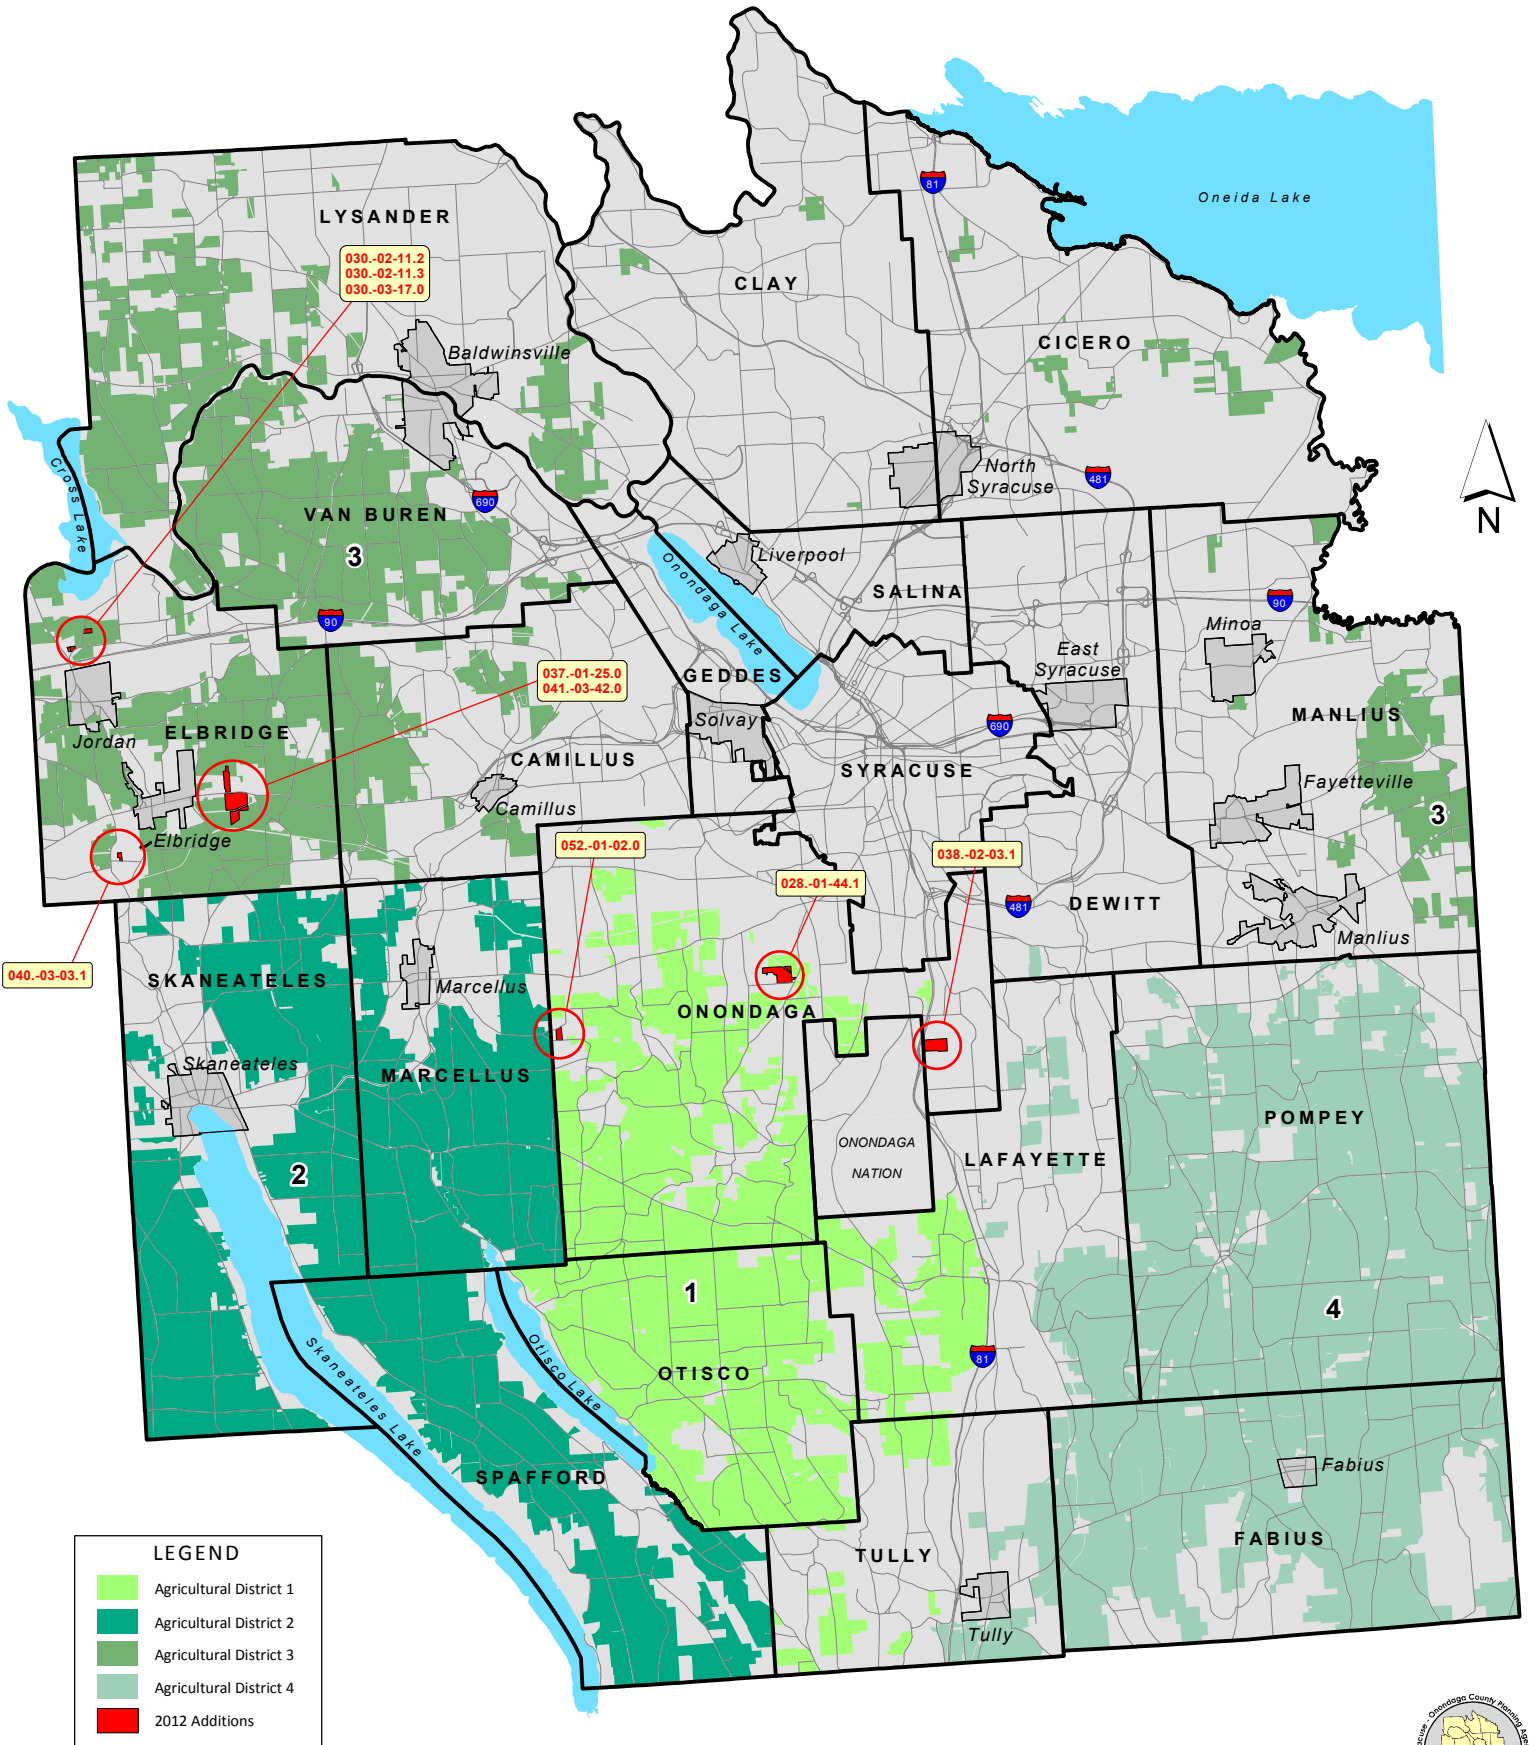 Oneida Lake
81
LYSANDER
030.-02-11.2
030.-02-11.3
030.-03-17.0
CLAY
CICERO
Baldwinsville
North
Syracuse
481
Cross Lake
690
VAN BUREN
3
N
Liverpool
Onondaga Lake
SALINA
90
90
Minoa
East
Syracuse
037.-01-25.0
041.-03-42.0
GEDDES
Solvay
690
MANLIUS
Jordan
ELBRIDGE
CAMILLUS
SYRACUSE
Camillus
Fayetteville
3
Elbridge
052.-01-02.0
038.-02-03.1
028.-01-44.1
481
DEWITT
Manlius
040.-03-03.1
SKANEATELES
Marcellus
ONONDAGA
Skaneateles
MARCELLUS
POMPEY
ONONDAGA
NATION
LAFAYETTE
2
1
4
Skaneateles Lake
Otisco Lake
81
OTISCO
SPAFFORD
Fabius
FABIUS
TULLY
Tully
LEGEND
Agricultural District 1
Agricultural District 2
Agricultural District 3
Agricultural District 4
2012 Additions
Onondaga County Planning